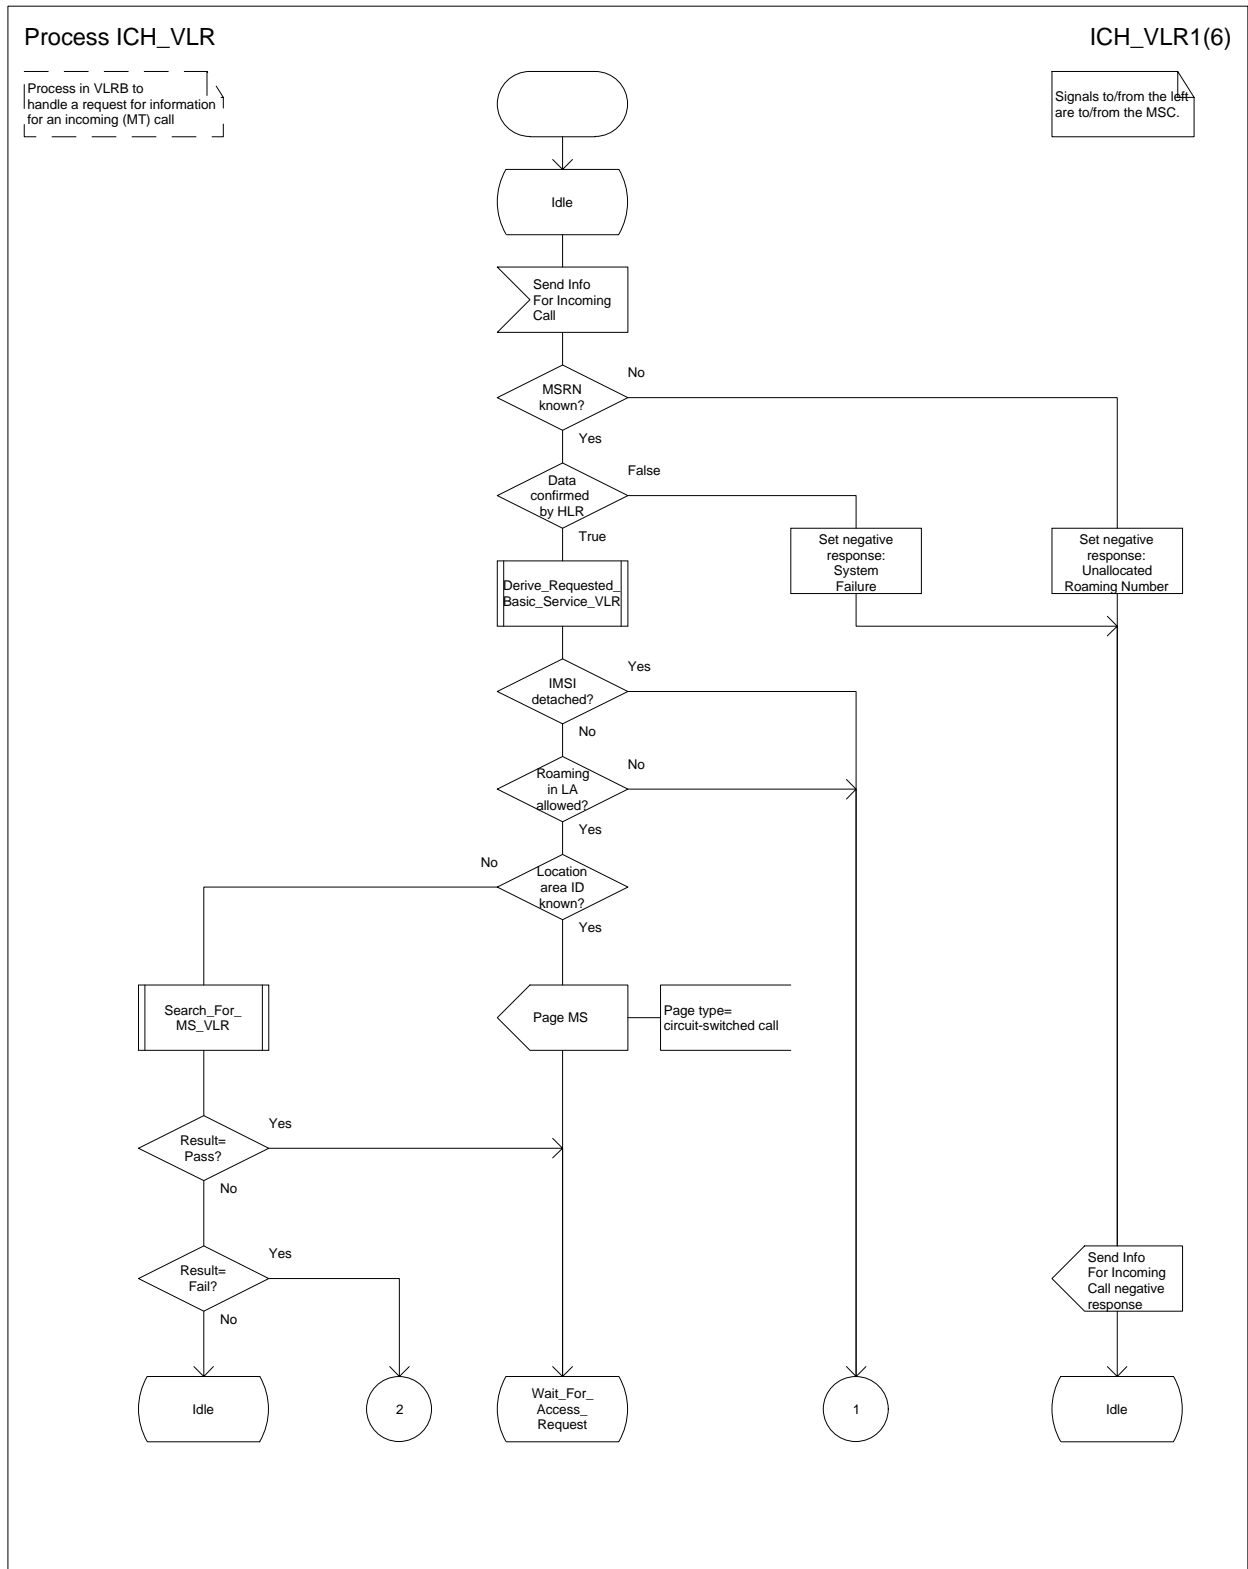 Process ICH_VLR
ICH_VLR1(6)
Process in VLRB to
handle a request for information
for an incoming (MT) call
Signals to/from the left
are to/from the MSC.
Idle
Send Info
For Incoming
Call
No
MSRN
known?
Yes
False
Data
confirmed
by HLR
True
Set negative
response:
System
Failure
Set negative
response:
Unallocated
Roaming Number
Derive_Requested_
Basic_Service_VLR
Yes
IMSI
detached?
No
No
Roaming
in LA
allowed?
Yes
No
Location
area ID
known?
Yes
Search_For_
MS_VLR
Page MS
Page type=
circuit-switched call
Yes
Result=
Pass?
No
Yes
Result=
Fail?
No
Send Info
For Incoming
Call negative
response
Idle
2
Wait_For_
Access_
Request
1
Idle